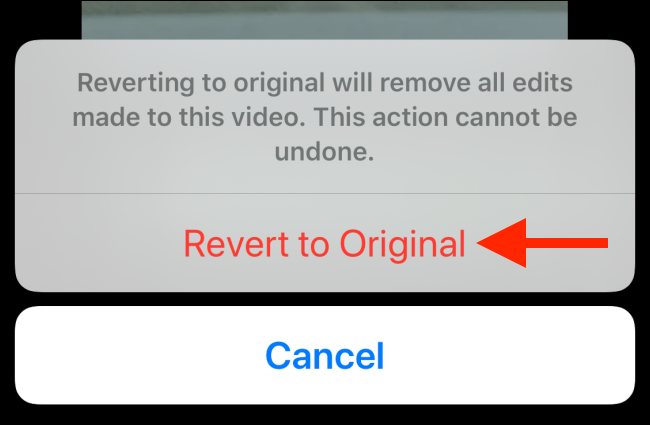 Reverting to original will remove all edits
made to this video. This action cannot be
undone.
Revert to Original
Cancel